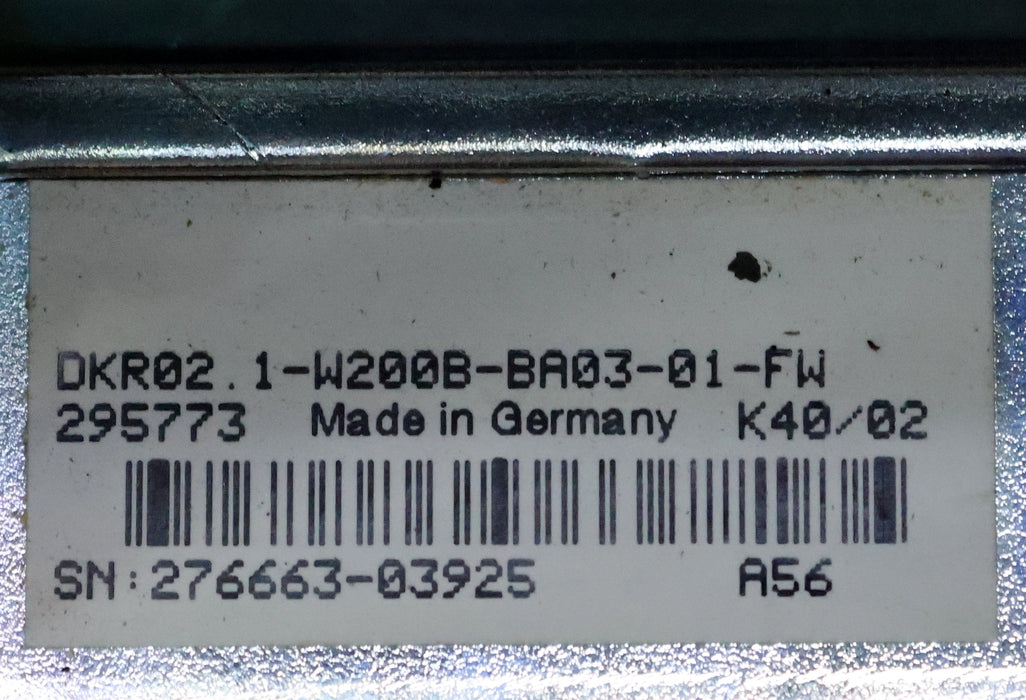 DKR02.1-W200B-BA03-01-FW
295773 Made in Germany K40/02
SN:276663-03925 A56